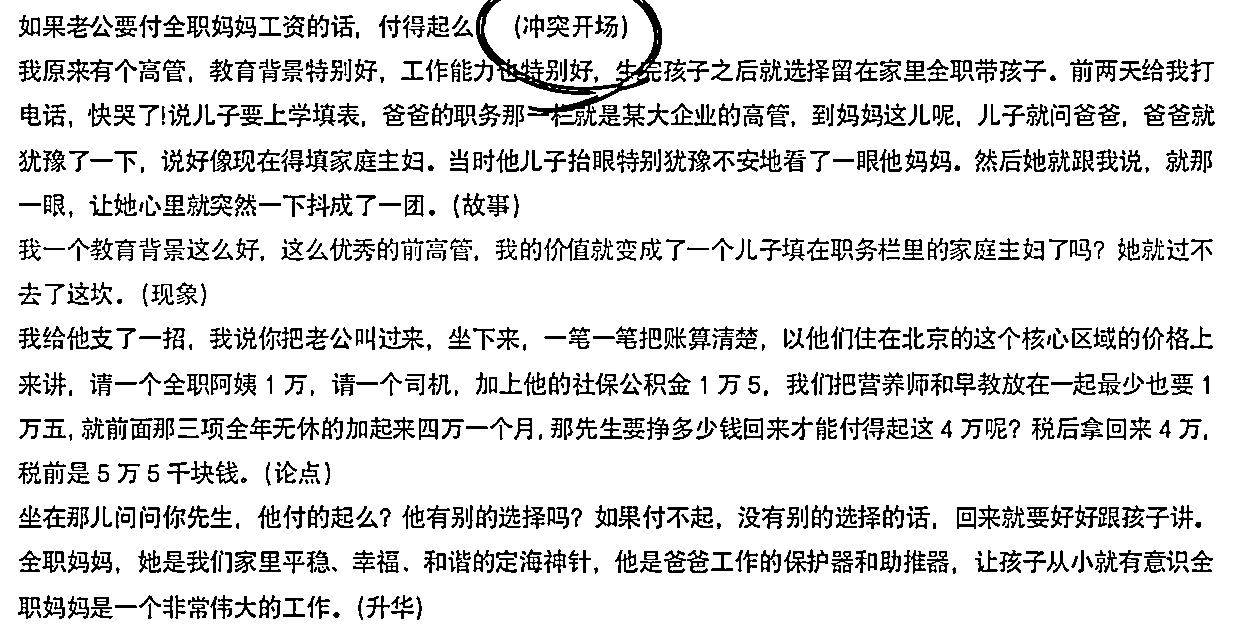 如果老公要付全职妈妈工资的话，付得起么 （冲突开场）
我原来有个高管，教育背景特别好，工作能力也特别好，生完孩子之后就选择留在家里全职带孩子。前两天给我打
电话，快哭了!说儿子要上学填表，爸爸的职务那一栏就是某大企业的高管，到妈妈这儿呢，儿子就问爸爸，爸爸就
犹豫了一下，说好像现在得填家庭主妇。当时他儿子抬眼特别犹豫不安地看了一眼他妈妈。然后她就跟我说，就那
一眼，让她心里就突然一下抖成了一团。（故事）
我一个教育背景这么好，这么优秀的前高管，我的价值就变成了一个儿子填在职务栏里的家庭主妇了吗？她就过不
去了这坎。（现象）
我给他支了一招，我说你把老公叫过来，坐下来，一笔一笔把账算清楚，以他们住在北京的这个核心区域的价格上
来讲，请一个全职阿姨 1 万，请一个司机，加上他的社保公积金 1 万 5，我们把营养师和早教放在一起最少也要 1
万五，就前面那三项全年无休的加起来四万一个月，那先生要挣多少钱回来才能付得起这 4 万呢？税后拿回来 4 万，
税前是 5 万 5 千块钱。（论点）
坐在那儿问问你先生，他付的起么？他有别的选择吗？如果付不起，没有别的选择的话，回来就要好好跟孩子讲。
全职妈妈，她是我们家里平稳、幸福、和谐的定海神针，他是爸爸工作的保护器和助推器，让孩子从小就有意识全
职妈妈是一个非常伟大的工作。（升华）